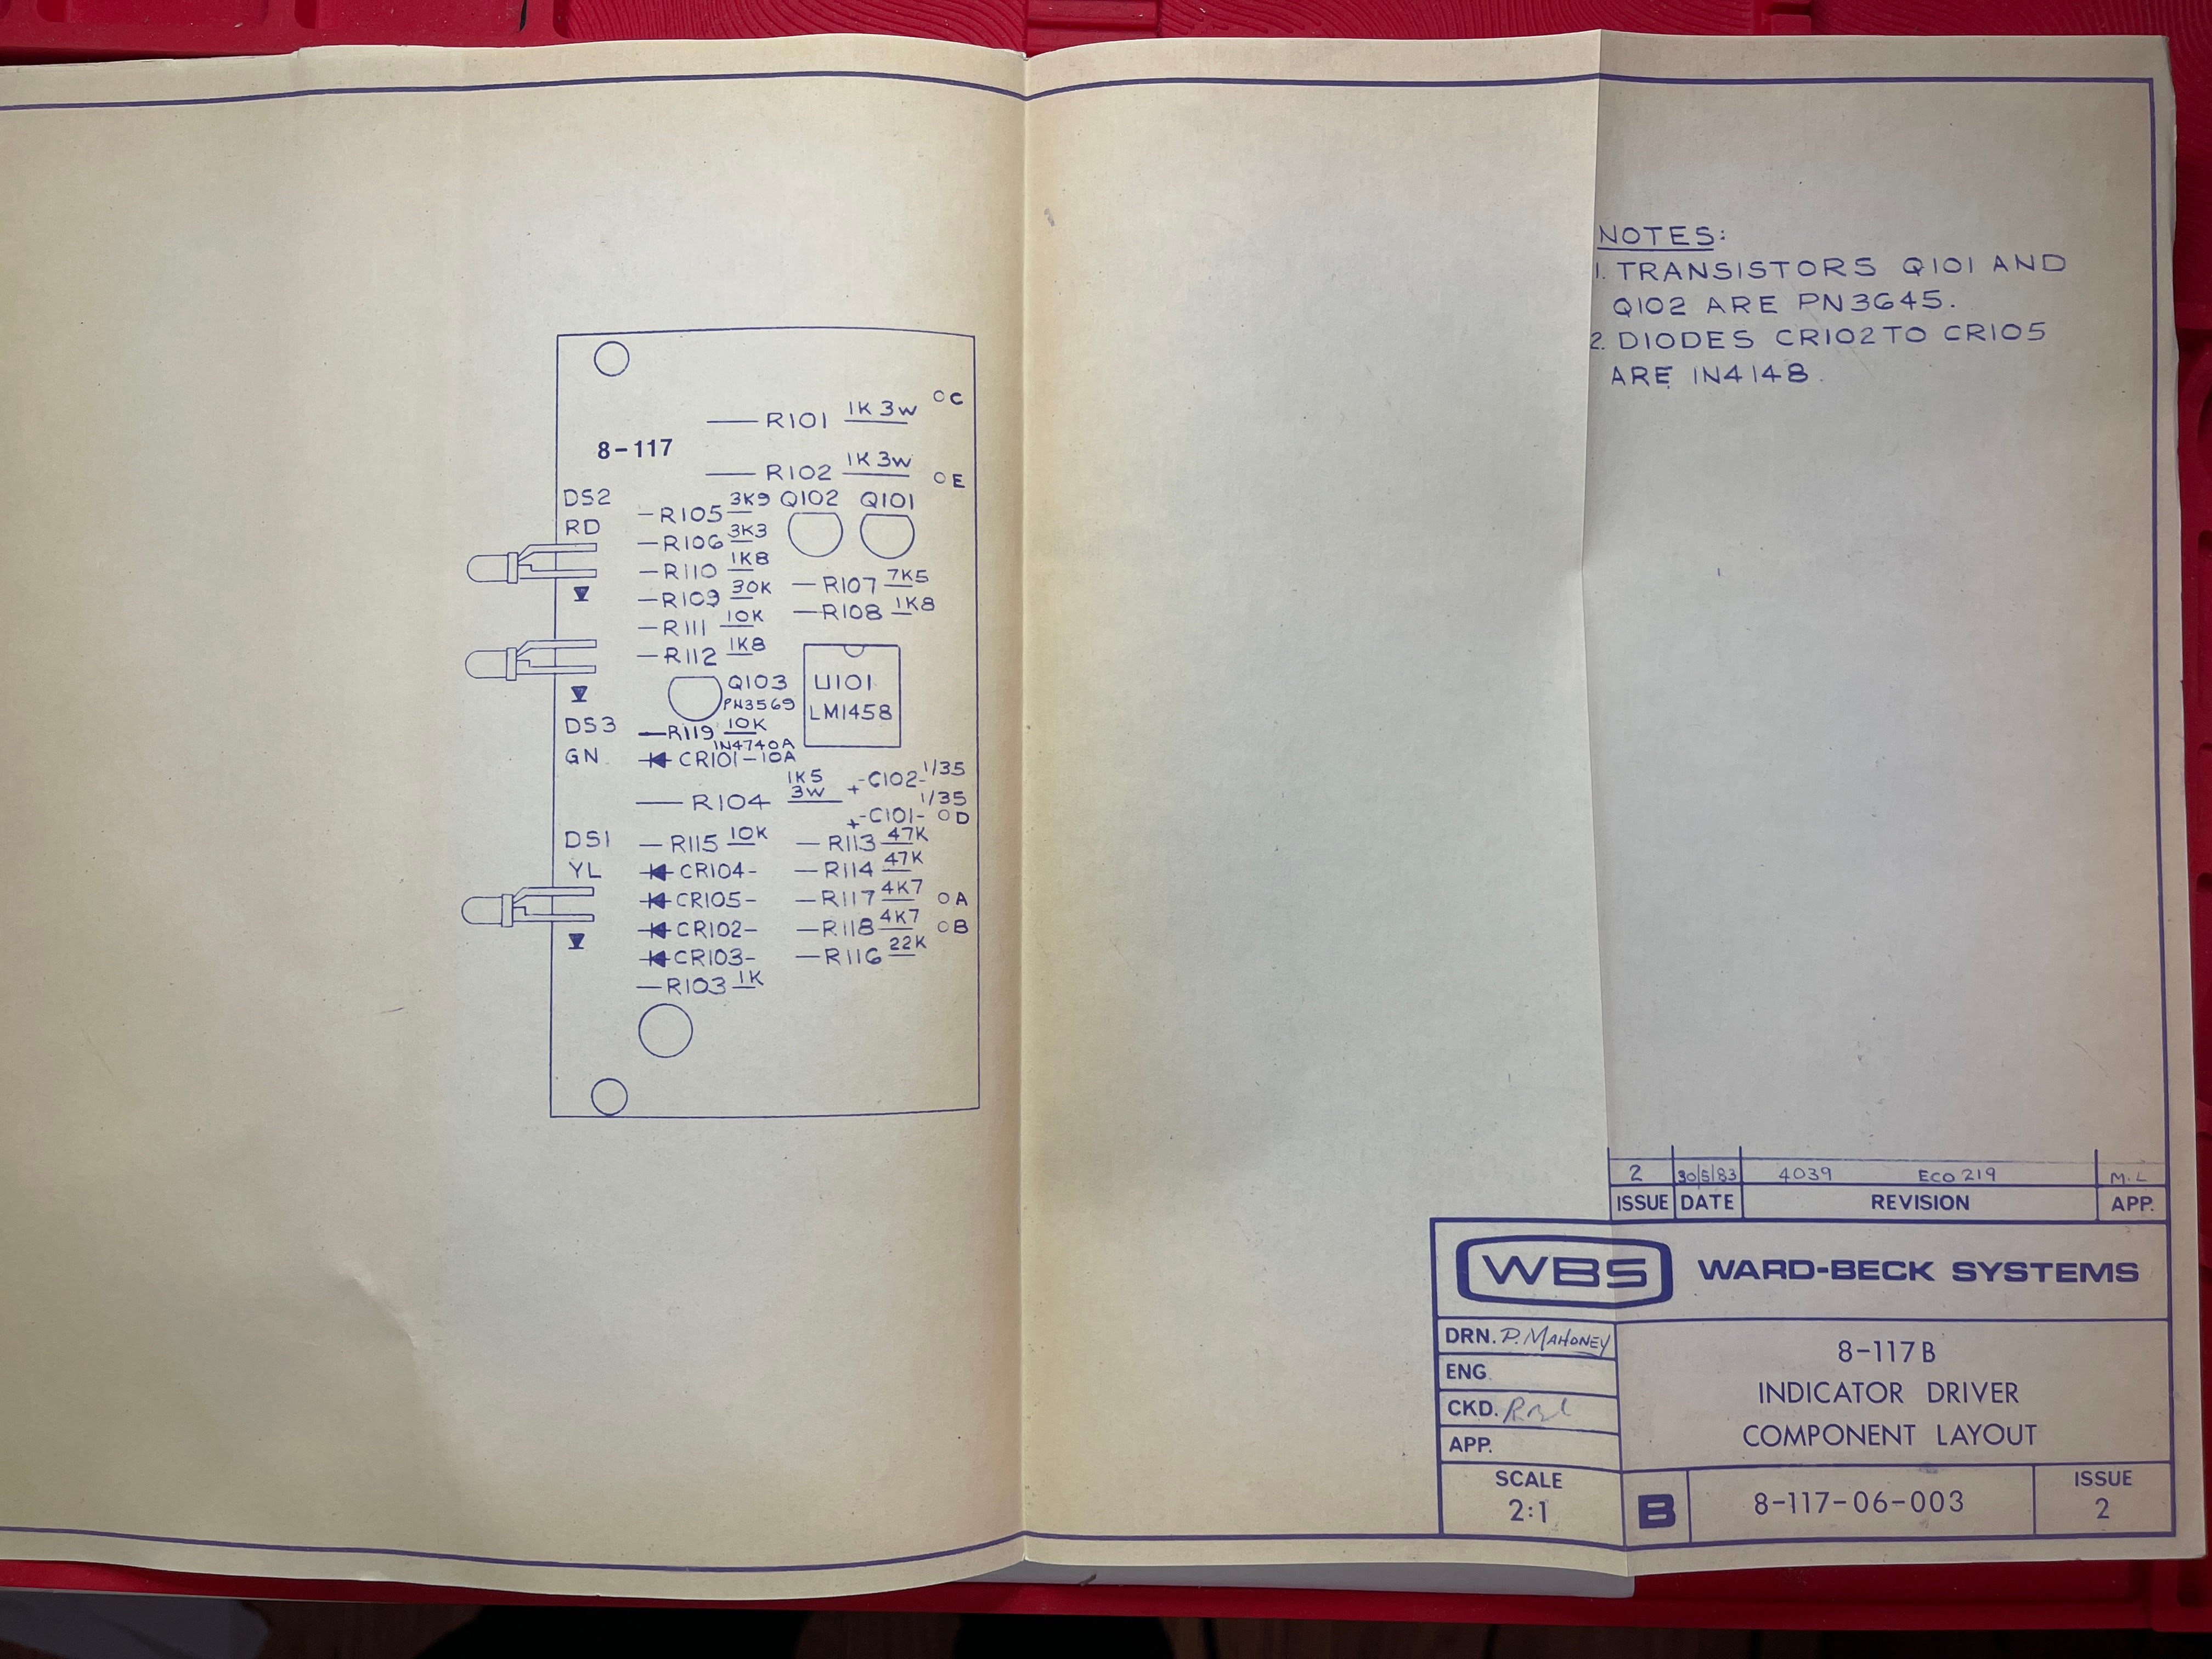 NOTES:
1. TRANSISTORS Q101 AND
Q102 ARE PN3645.
2. DIODES CR102 TO CR105
ARE 1N4148.
C
R101 1K 3W
8-117
R102 1K 3W
E
DS2
RD
R105 3K9 Q102 Q101
R106 3K3
R110 1K8
R107 7K5
R109 30K
R108 1K8
R111 10K
R112 1K8
Q103
PN3569
U101
LM1458
DS3
GN
R119 10K
1N4740A
CR101-10A
R104 1K5
3W
+ -C102- 1/35
+ -C101- 1/35
D
DS1
YL
R115 10K
R113 47K
CR104-
R114 47K
CR105-
R117 4K7
A
CR102-
R118 4K7
B
CR103-
R116 22K
R103 1K
2 30/5/83 4039 ECO 219 M.L
ISSUE DATE REVISION APP.
WBS WARD-BECK SYSTEMS
DRN. P. MAHONEY
ENG.
CKD.
APP.
8-117B
INDICATOR DRIVER
COMPONENT LAYOUT
SCALE
2:1
B
8-117-06-003
ISSUE
2